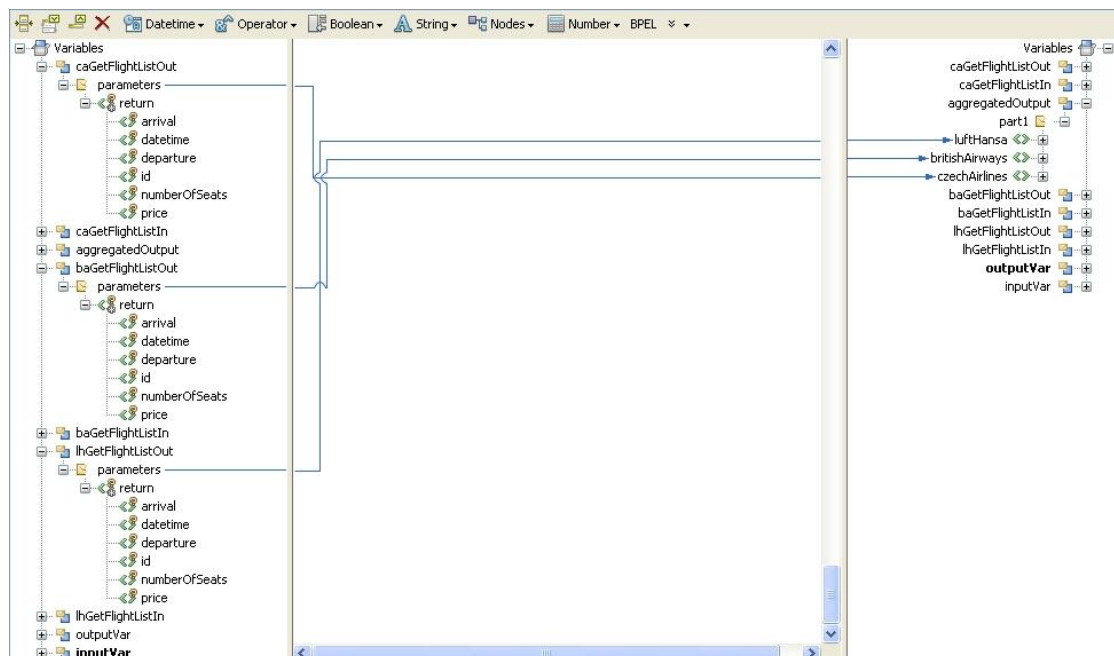 Datetime Operator Boolean String Nodes Number BPEL
Variables
caGetFlightListOut
parameters
return
arrival
datetime
departure
id
numberOfSeats
price
caGetFlightListIn
aggregatedOutput
baGetFlightListOut
parameters
return
arrival
datetime
departure
id
numberOfSeats
price
baGetFlightListIn
lhGetFlightListOut
parameters
return
arrival
datetime
departure
id
numberOfSeats
price
lhGetFlightListIn
outputVar
inputVar
Variables
caGetFlightListOut
caGetFlightListIn
aggregatedOutput
part1
luftHansa
britishAirways
czechAirlines
baGetFlightListOut
baGetFlightListIn
lhGetFlightListOut
lhGetFlightListIn
outputVar
inputVar